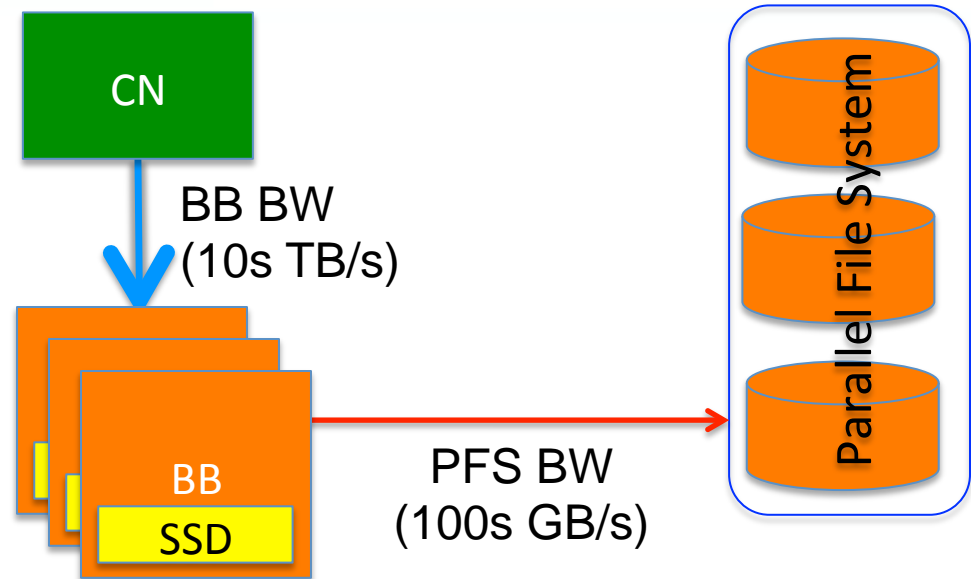 CN
BB BW
(10s TB/s)
BB
SSD
PFS BW
(100s GB/s)
Parallel File System